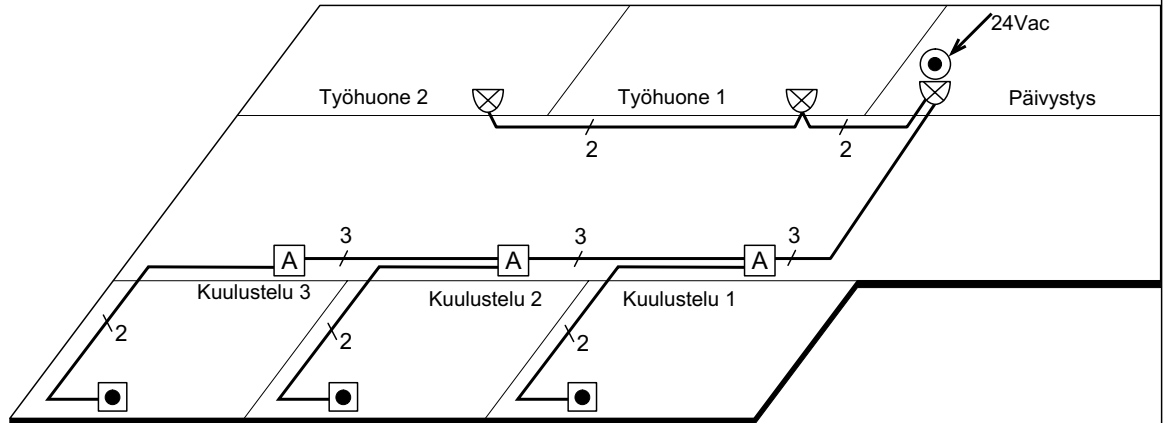 24Vac
Työhuone 2
Työhuone 1
Päivystys
2
2
3
3
3
A
A
A
Kuulustelu 3
Kuulustelu 2
Kuulustelu 1
2
2
2